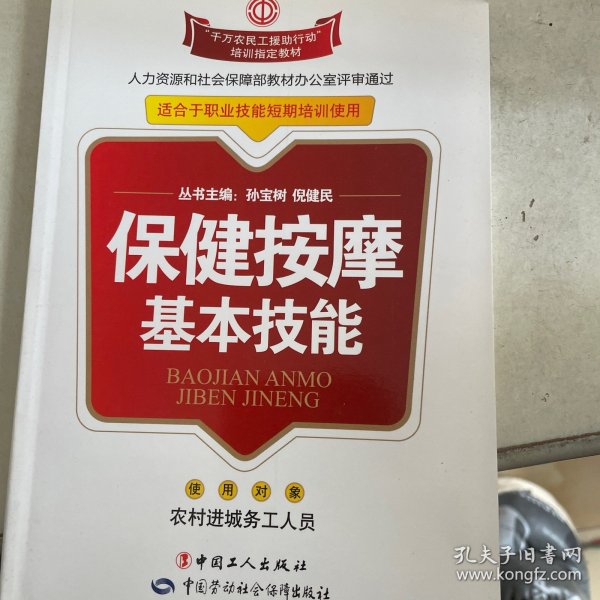 “千万农民工援助行动”
培训指定教材
人力资源和社会保障部教材办公室评审通过
适合于职业技能短期培训使用
丛书主编：孙宝树 倪健民
保健按摩
基本技能
BAOJIAN ANMO
JIBEN JINENG
使用对象
农村进城务工人员
中国工人出版社
中国劳动社会保障出版社
孔夫子旧书网
www.kongfz.com